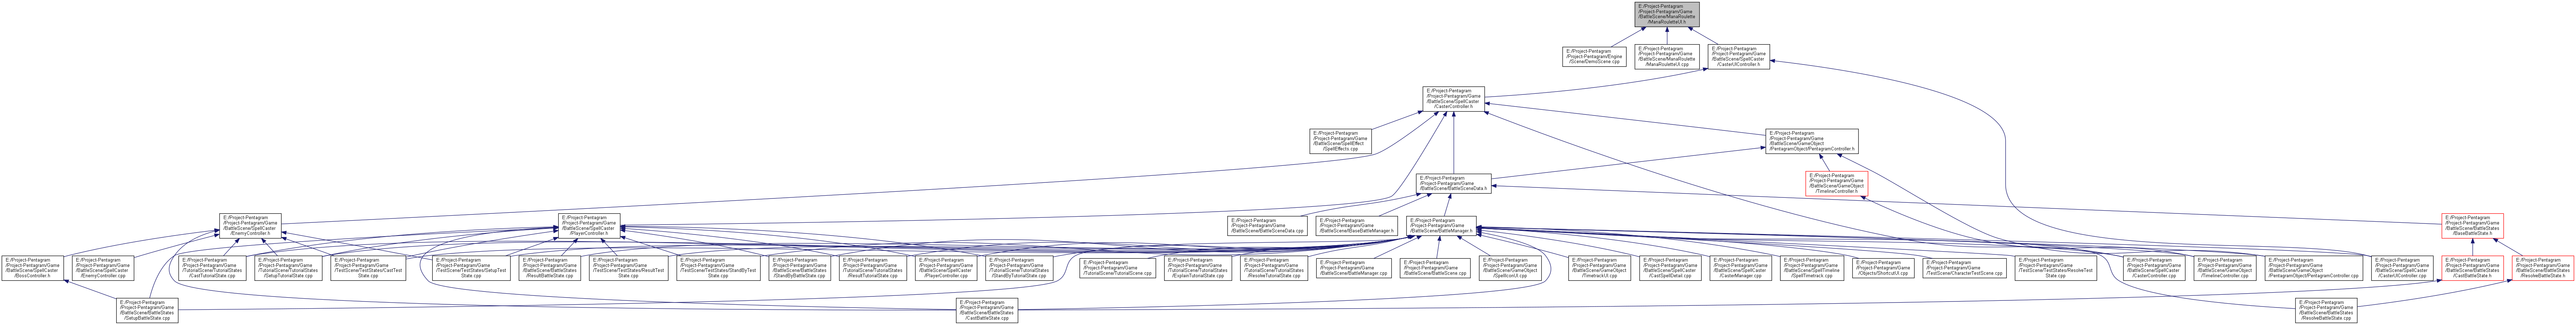 E:/Project-Pentagram
/Project-Pentagram/Game
/BattleScene/ManaRoulette
/ManaRouletteUI.h
E:/Project-Pentagram
/Project-Pentagram/Engine
/Scene/DemoScene.cpp
E:/Project-Pentagram
/Project-Pentagram/Game
/BattleScene/ManaRoulette
/ManaRouletteUI.cpp
E:/Project-Pentagram
/Project-Pentagram/Game
/BattleScene/SpellCaster
/CasterUIController.h
E:/Project-Pentagram
/Project-Pentagram/Game
/BattleScene/SpellCaster
/CasterController.h
E:/Project-Pentagram
/Project-Pentagram/Game
/BattleScene/SpellEffect
/SpellEffects.cpp
E:/Project-Pentagram
/Project-Pentagram/Game
/BattleScene/GameObject
/PentagramObject/PentagramController.h
E:/Project-Pentagram
/Project-Pentagram/Game
/BattleScene/BattleSceneData.h
E:/Project-Pentagram
/Project-Pentagram/Game
/BattleScene/GameObject
/TimelineController.h
E:/Project-Pentagram
/Project-Pentagram/Game
/BattleScene/SpellCaster
/EnemyController.h
E:/Project-Pentagram
/Project-Pentagram/Game
/BattleScene/SpellCaster
/PlayerController.h
E:/Project-Pentagram
/Project-Pentagram/Game
/BattleScene/BattleSceneData.cpp
E:/Project-Pentagram
/Project-Pentagram/Game
/BattleScene/IBaseBattleManager.h
E:/Project-Pentagram
/Project-Pentagram/Game
/BattleScene/BattleManager.h
E:/Project-Pentagram
/Project-Pentagram/Game
/BattleScene/BattleStates
/BaseBattleState.h
E:/Project-Pentagram
/Project-Pentagram/Game
/BattleScene/SpellCaster
/BossController.h
E:/Project-Pentagram
/Project-Pentagram/Game
/BattleScene/SpellCaster
/EnemyController.cpp
E:/Project-Pentagram
/Project-Pentagram/Game
/TutorialScene/TutorialStates
/CastTutorialState.cpp
E:/Project-Pentagram
/Project-Pentagram/Game
/TutorialScene/TutorialStates
/SetupTutorialState.cpp
E:/Project-Pentagram
/Project-Pentagram/Game
/TestScene/TestStates/CastTest
State.cpp
E:/Project-Pentagram
/Project-Pentagram/Game
/TestScene/TestStates/SetupTest
State.cpp
E:/Project-Pentagram
/Project-Pentagram/Game
/BattleScene/BattleStates
/ResultBattleState.cpp
E:/Project-Pentagram
/Project-Pentagram/Game
/TestScene/TestStates/ResultTest
State.cpp
E:/Project-Pentagram
/Project-Pentagram/Game
/TestScene/TestStates/StandByTest
State.cpp
E:/Project-Pentagram
/Project-Pentagram/Game
/BattleScene/BattleStates
/StandByBattleState.cpp
E:/Project-Pentagram
/Project-Pentagram/Game
/TutorialScene/TutorialStates
/ResultTutorialState.cpp
E:/Project-Pentagram
/Project-Pentagram/Game
/BattleScene/SpellCaster
/PlayerController.cpp
E:/Project-Pentagram
/Project-Pentagram/Game
/TutorialScene/TutorialStates
/StandByTutorialState.cpp
E:/Project-Pentagram
/Project-Pentagram/Game
/TutorialScene/TutorialScene.cpp
E:/Project-Pentagram
/Project-Pentagram/Game
/TutorialScene/TutorialStates
/ExplainTutorialState.cpp
E:/Project-Pentagram
/Project-Pentagram/Game
/TutorialScene/TutorialStates
/ResolveTutorialState.cpp
E:/Project-Pentagram
/Project-Pentagram/Game
/BattleScene/BattleManager.cpp
E:/Project-Pentagram
/Project-Pentagram/Game
/BattleScene/BattleScene.cpp
E:/Project-Pentagram
/Project-Pentagram/Game
/BattleScene/GameObject
/SpellIconUI.cpp
E:/Project-Pentagram
/Project-Pentagram/Game
/BattleScene/GameObject
/TimetrackUI.cpp
E:/Project-Pentagram
/Project-Pentagram/Game
/BattleScene/SpellCaster
/CastSpellDetail.cpp
E:/Project-Pentagram
/Project-Pentagram/Game
/BattleScene/SpellCaster
/CasterManager.cpp
E:/Project-Pentagram
/Project-Pentagram/Game
/BattleScene/SpellTimeline
/SpellTimetrack.cpp
E:/Project-Pentagram
/Project-Pentagram/Game
/Objects/ShortcutUI.cpp
E:/Project-Pentagram
/Project-Pentagram/Game
/TestScene/CharacterTestScene.cpp
E:/Project-Pentagram
/Project-Pentagram/Game
/TestScene/TestStates/ResolveTest
State.cpp
E:/Project-Pentagram
/Project-Pentagram/Game
/BattleScene/SpellCaster
/CasterController.cpp
E:/Project-Pentagram
/Project-Pentagram/Game
/BattleScene/GameObject
/TimelineController.cpp
E:/Project-Pentagram
/Project-Pentagram/Game
/BattleScene/GameObject
/PentagramObject/PentagramController.cpp
E:/Project-Pentagram
/Project-Pentagram/Game
/BattleScene/SpellCaster
/CasterUIController.cpp
E:/Project-Pentagram
/Project-Pentagram/Game
/BattleScene/BattleStates
/CastBattleState.h
E:/Project-Pentagram
/Project-Pentagram/Game
/BattleScene/BattleStates
/ResolveBattleState.h
E:/Project-Pentagram
/Project-Pentagram/Game
/BattleScene/BattleStates
/SetupBattleState.cpp
E:/Project-Pentagram
/Project-Pentagram/Game
/BattleScene/BattleStates
/CastBattleState.cpp
E:/Project-Pentagram
/Project-Pentagram/Game
/BattleScene/BattleStates
/ResolveBattleState.cpp